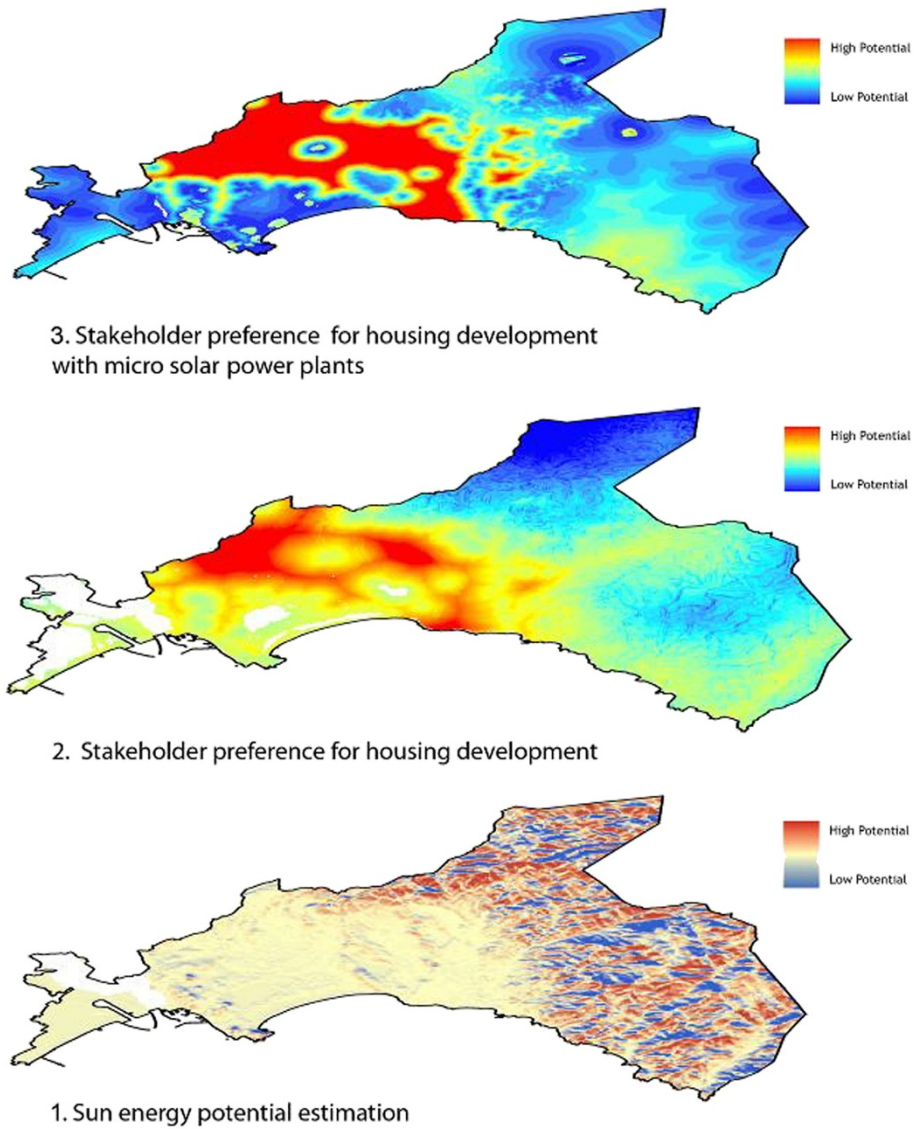 High Potential
Low Potential
3. Stakeholder preference for housing development
with micro solar power plants
High Potential
Low Potential
2. Stakeholder preference for housing development
High Potential
Low Potential
1. Sun energy potential estimation